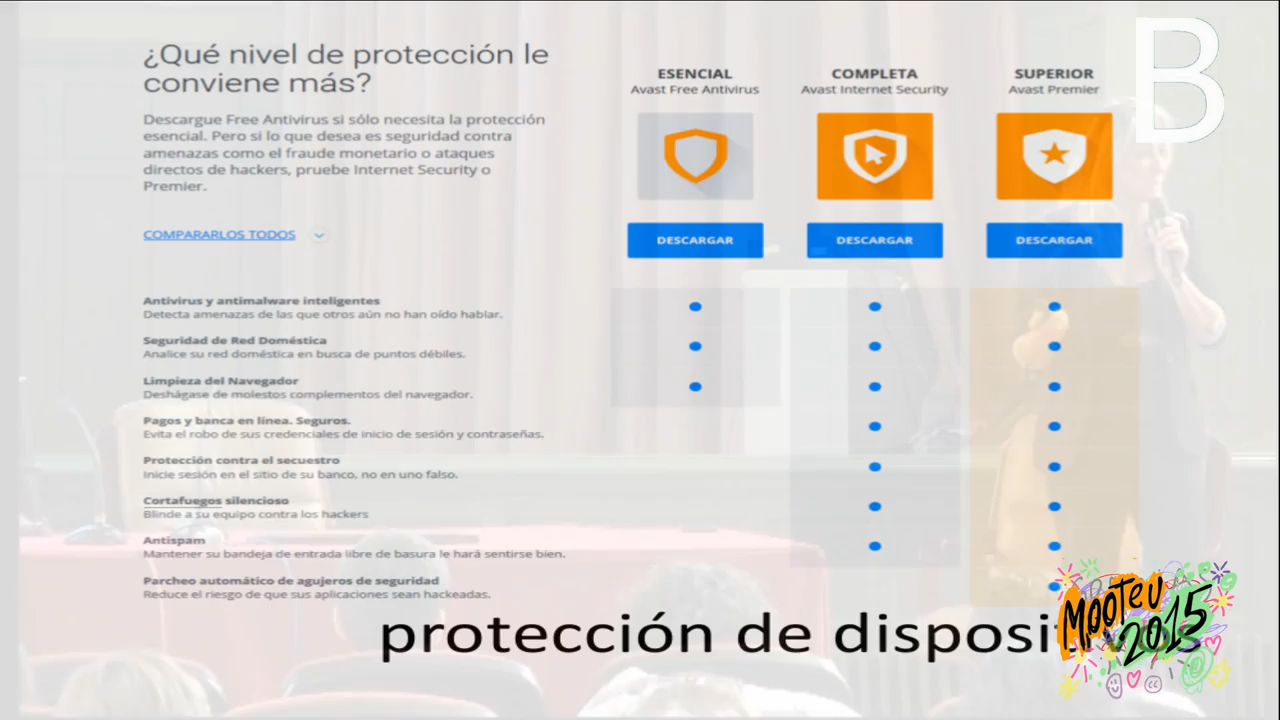 B
¿Qué nivel de protección le
conviene más?
Descargue Free Antivirus si sólo necesita la protección
esencial. Pero si lo que desea es seguridad contra
amenazas como el fraude monetario o ataques
directos de hackers, pruebe Internet Security o
Premier.
COMPARARLOS TODOS
ESENCIAL
Avast Free Antivirus
COMPLETA
Avast Internet Security
SUPERIOR
Avast Premier
DESCARGAR
DESCARGAR
DESCARGAR
Antivirus y antimalware inteligentes
Detecta amenazas de las que otros aún no han oído hablar.
Seguridad de Red Doméstica
Analice su red doméstica en busca de puntos débiles.
Limpieza del Navegador
Deshágase de molestos complementos del navegador.
Pagos y banca en línea. Seguros.
Evita el robo de sus credenciales de inicio de sesión y contraseñas.
Protección contra el secuestro
Inicie sesión en el sitio de su banco, no en uno falso.
Cortafuegos silencioso
Blinde a su equipo contra los hackers
Antispam
Mantener su bandeja de entrada libre de basura le hará sentirse bien.
Parcheo automático de agujeros de seguridad
Reduce el riesgo de que sus aplicaciones sean hackeadas.
protección de
MOOTEU
2015